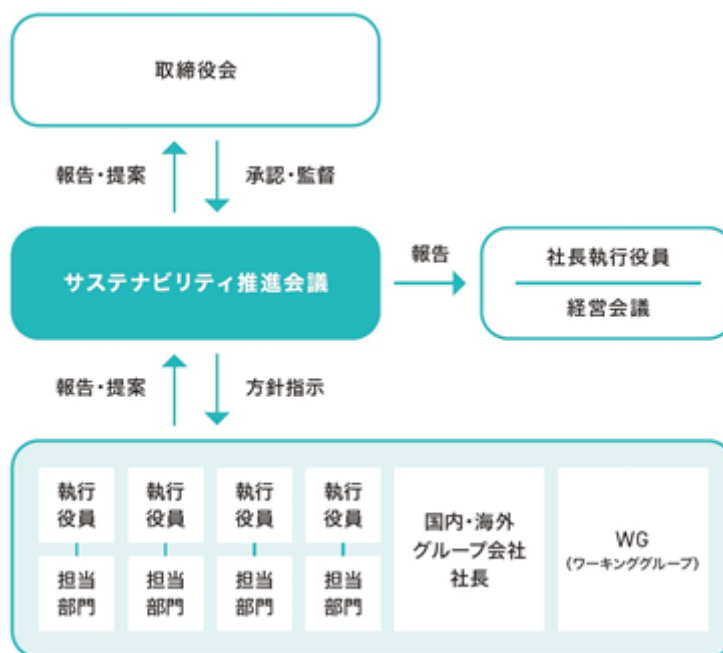 取締役会
報告・提案
承認・監督
サステナビリティ推進会議
報告
社長執行役員
経営会議
報告・提案
方針指示
執行
役員
執行
役員
執行
役員
執行
役員
担当
部門
担当
部門
担当
部門
担当
部門
国内・海外
グループ会社
社長
WG
(ワーキンググループ)